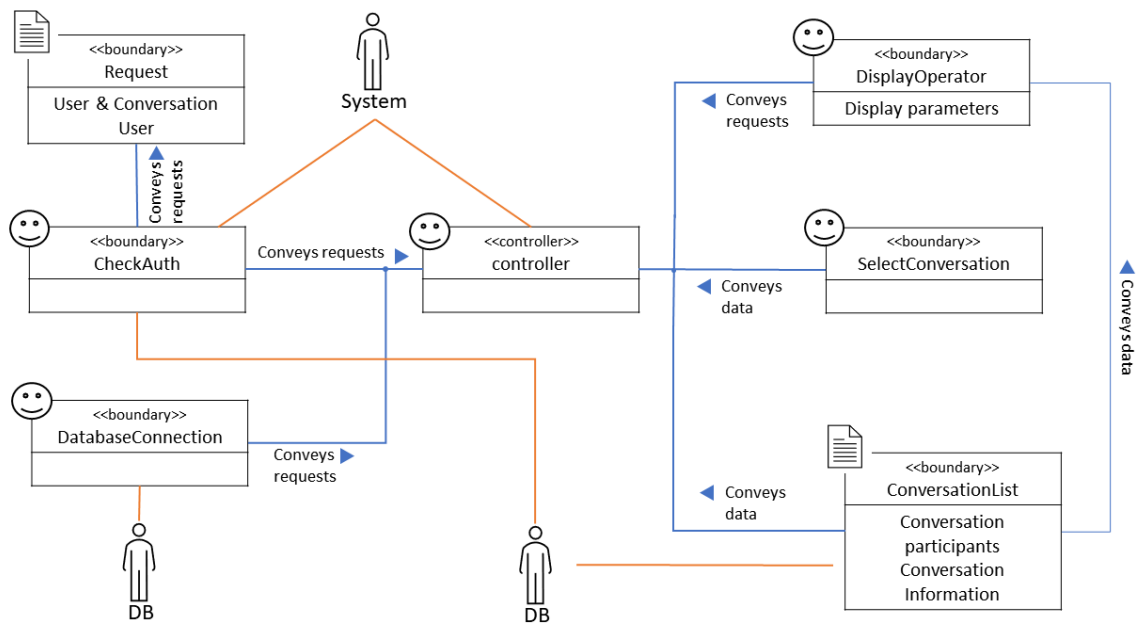 <<boundary>>
Request
User & Conversation
User
System
<<boundary>>
DisplayOperator
Display parameters
Conveys
requests
Conveys
requests
<<boundary>>
CheckAuth
Conveys requests
<<controller>>
controller
<<boundary>>
SelectConversation
Conveys
data
Conveys data
<<boundary>>
DatabaseConnection
Conveys
requests
Conveys
data
<<boundary>>
ConversationList
Conversation
participants
Conversation
Information
DB
DB